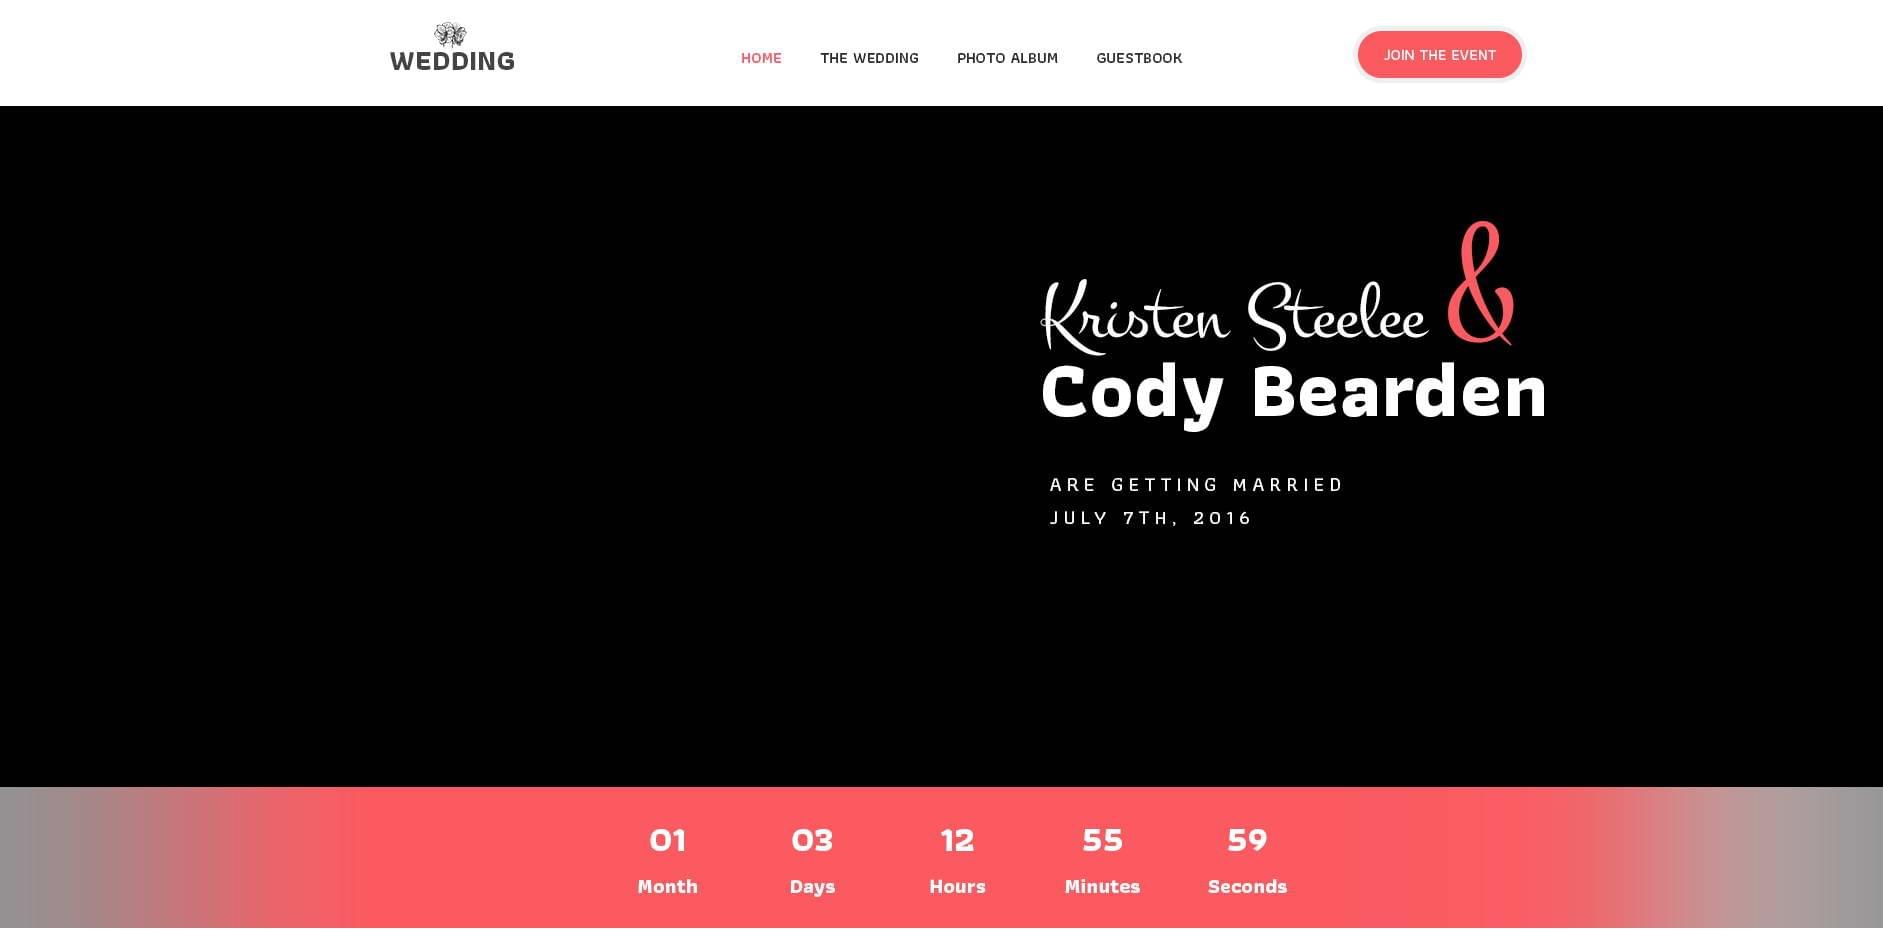 WEDDING
HOME THE WEDDING PHOTO ALBUM GUESTBOOK
JOIN THE EVENT
Kristen Steelee &
Cody Bearden
ARE GETTING MARRIED
JULY 7TH, 2016
01 03 12 55 59
Month Days Hours Minutes Seconds